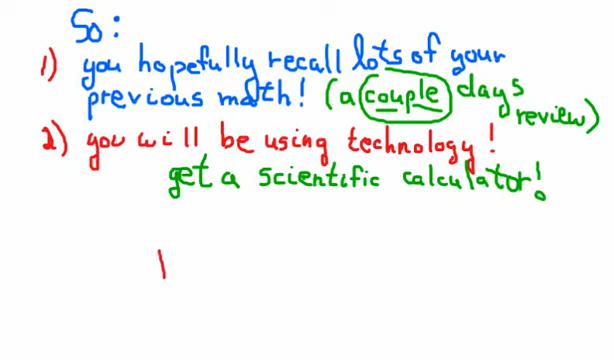 So:
1) you hopefully recall lots of your
previous math! (a couple days review)
2) you will be using technology!
get a scientific calculator!